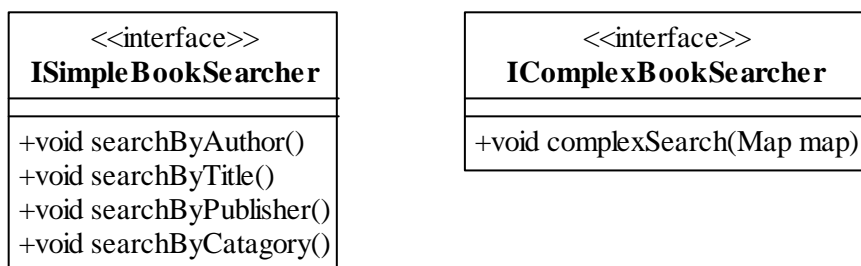 <<interface>>
ISimpleBookSearcher
+void searchByAuthor()
+void searchByTitle()
+void searchByPublisher()
+void searchByCatagory()
<<interface>>
IComplexBookSearcher
+void complexSearch(Map map)